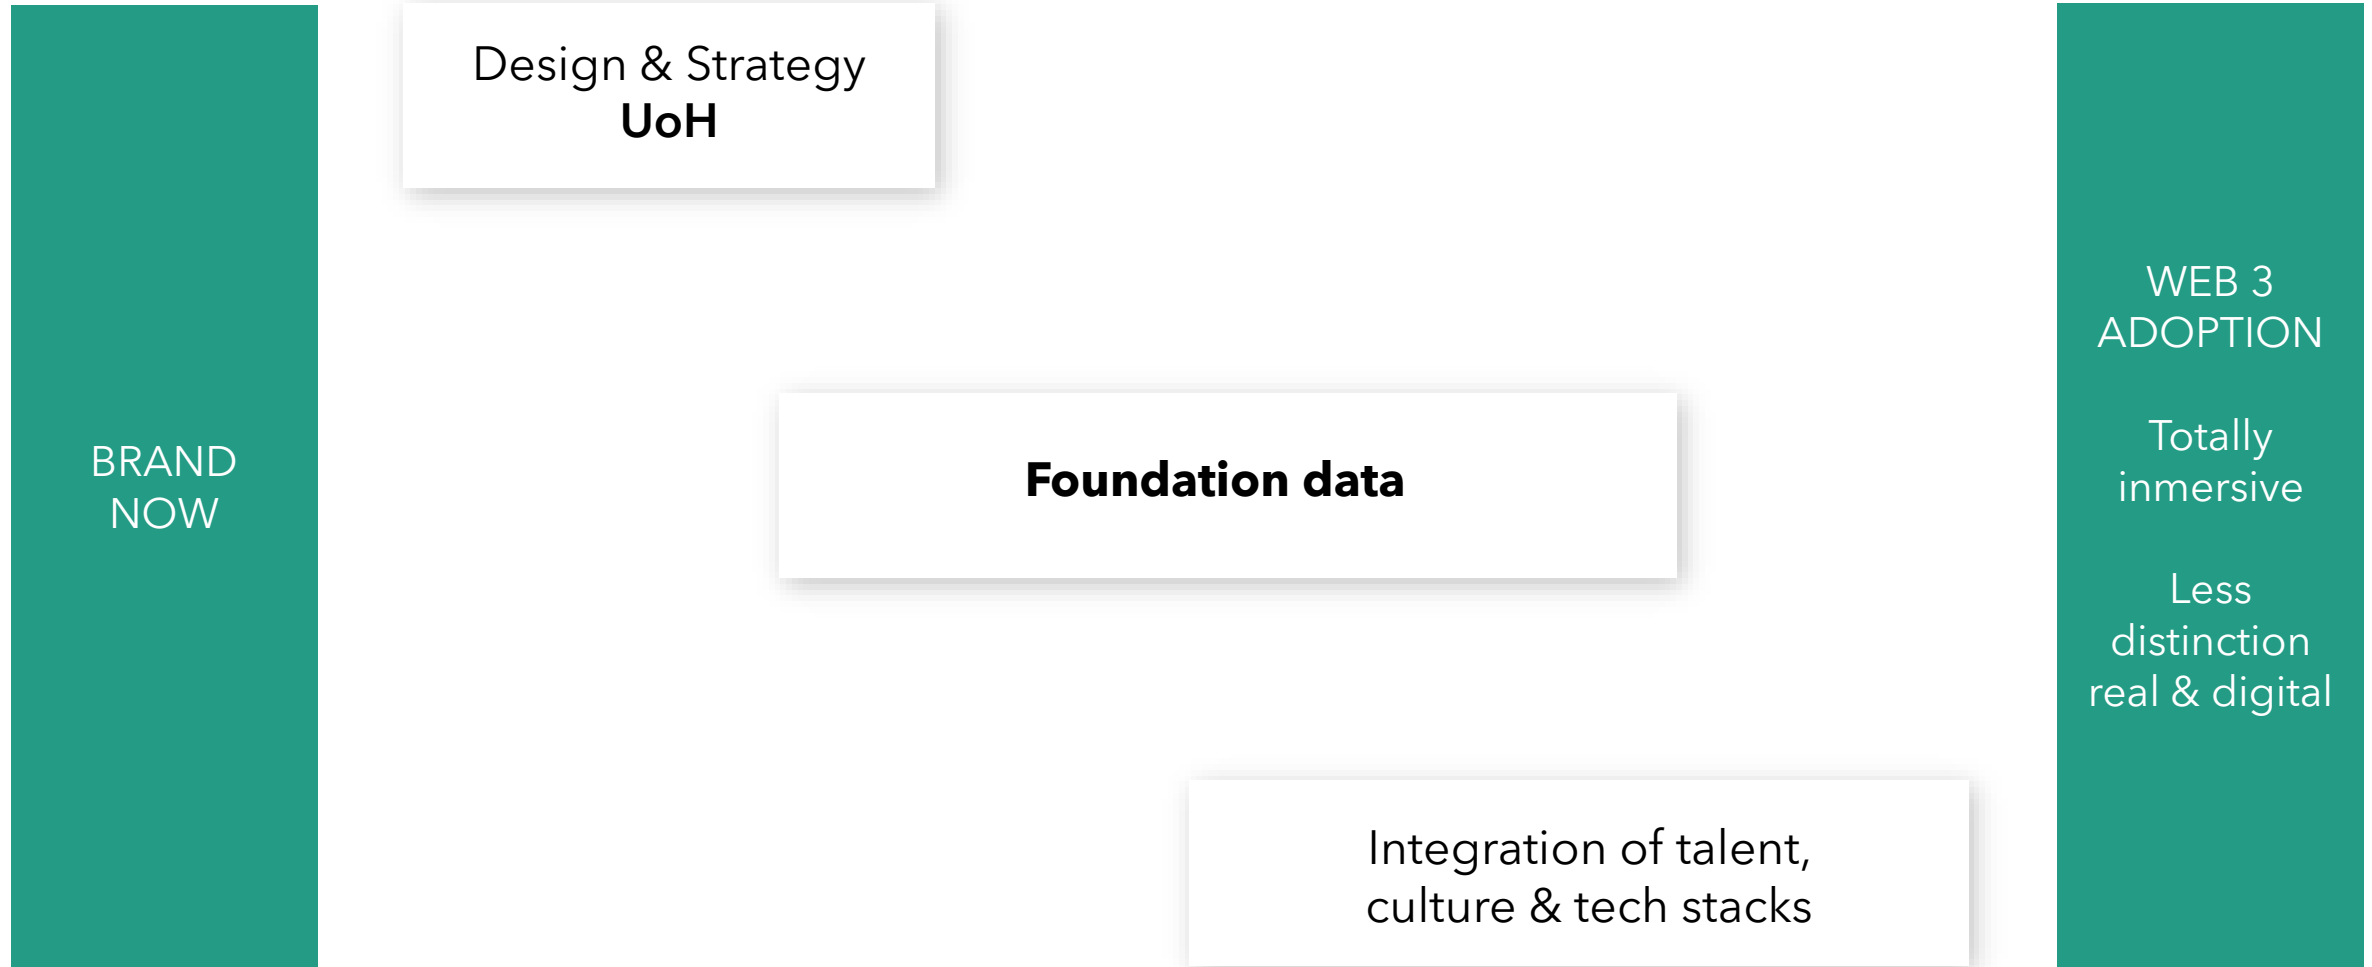 Design & Strategy
UoH
BRAND
NOW
Foundation data
Integration of talent,
culture & tech stacks
WEB 3
ADOPTION
Totally
inmersive
Less
distinction
real & digital